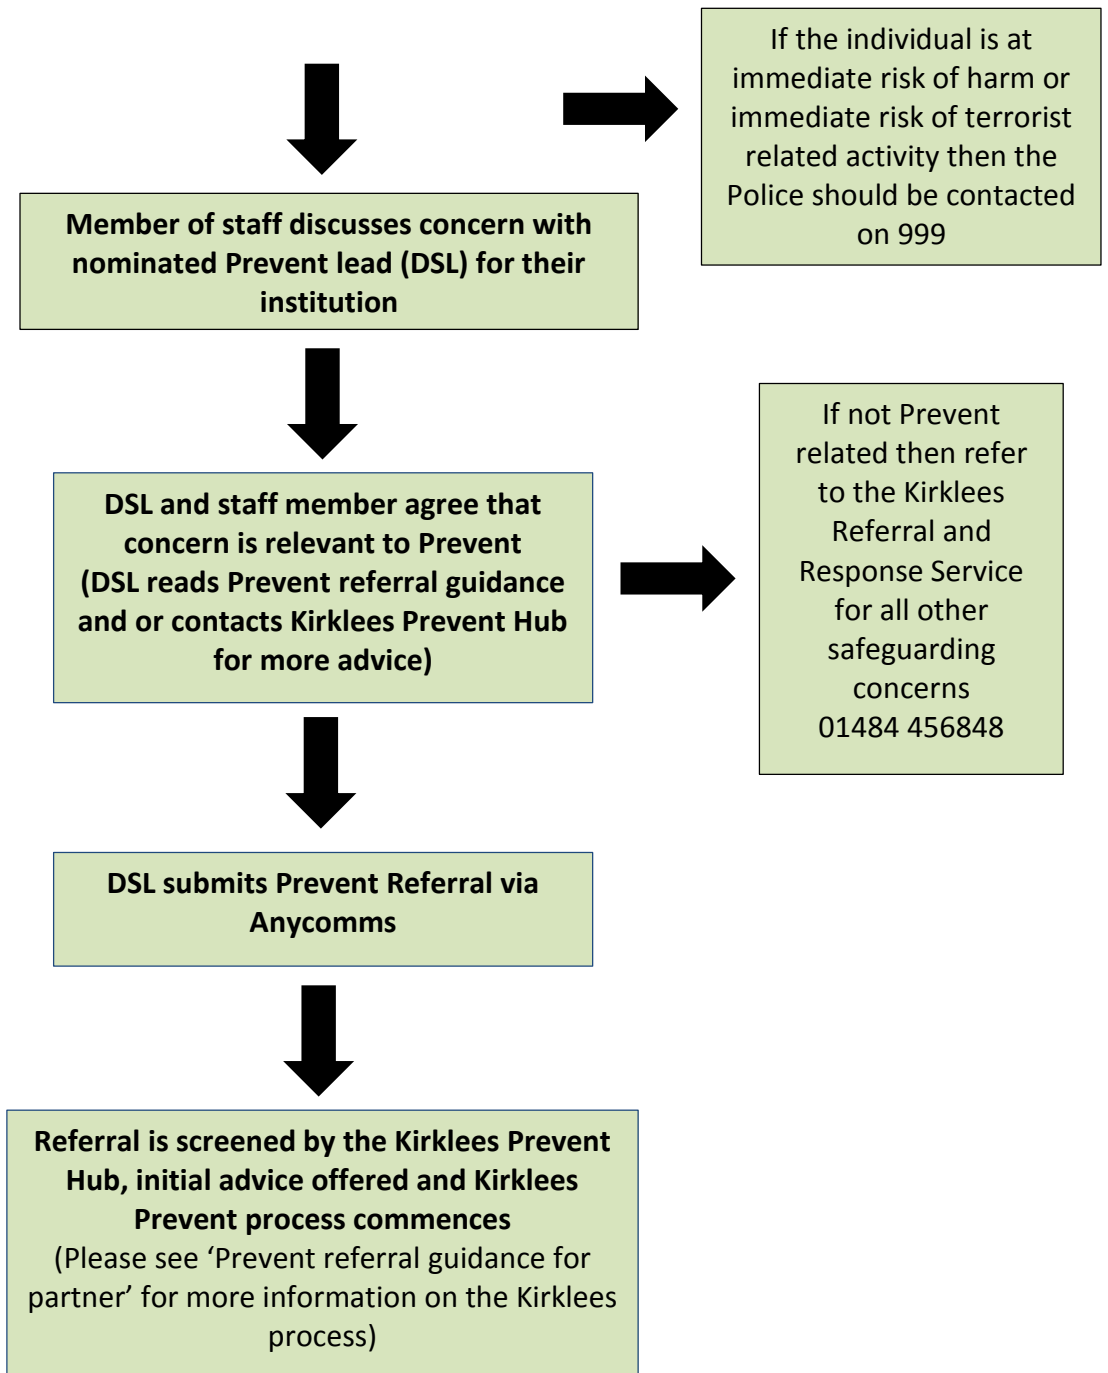 If the individual is at
immediate risk of harm or
immediate risk of terrorist
related activity then the
Police should be contacted
on 999
Member of staff discusses concern with
nominated Prevent lead (DSL) for their
institution
DSL and staff member agree that
concern is relevant to Prevent
(DSL reads Prevent referral guidance
and or contacts Kirklees Prevent Hub
for more advice)
If not Prevent
related then refer
to the Kirklees
Referral and
Response Service
for all other
safeguarding
concerns
01484 456848
DSL submits Prevent Referral via
Anycomms
Referral is screened by the Kirklees Prevent
Hub, initial advice offered and Kirklees
Prevent process commences
(Please see ‘Prevent referral guidance for
partner’ for more information on the Kirklees
process)